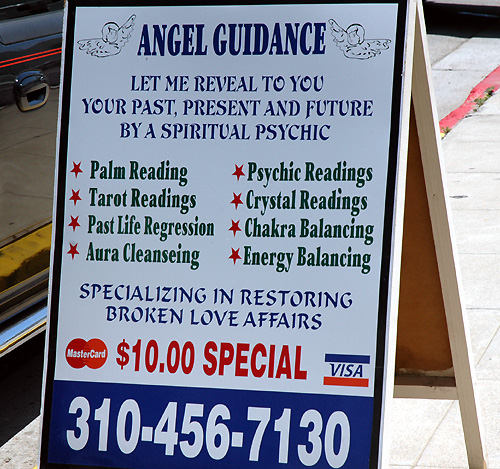 ANGEL GUIDANCE
LET ME REVEAL TO YOU
YOUR PAST, PRESENT AND FUTURE
BY A SPIRITUAL PSYCHIC
Palm Reading
Tarot Readings
Past Life Regression
Aura Cleanseing
Psychic Readings
Crystal Readings
Chakra Balancing
Energy Balancing
SPECIALIZING IN RESTORING
BROKEN LOVE AFFAIRS
MasterCard $10.00 SPECIAL VISA
310-456-7130